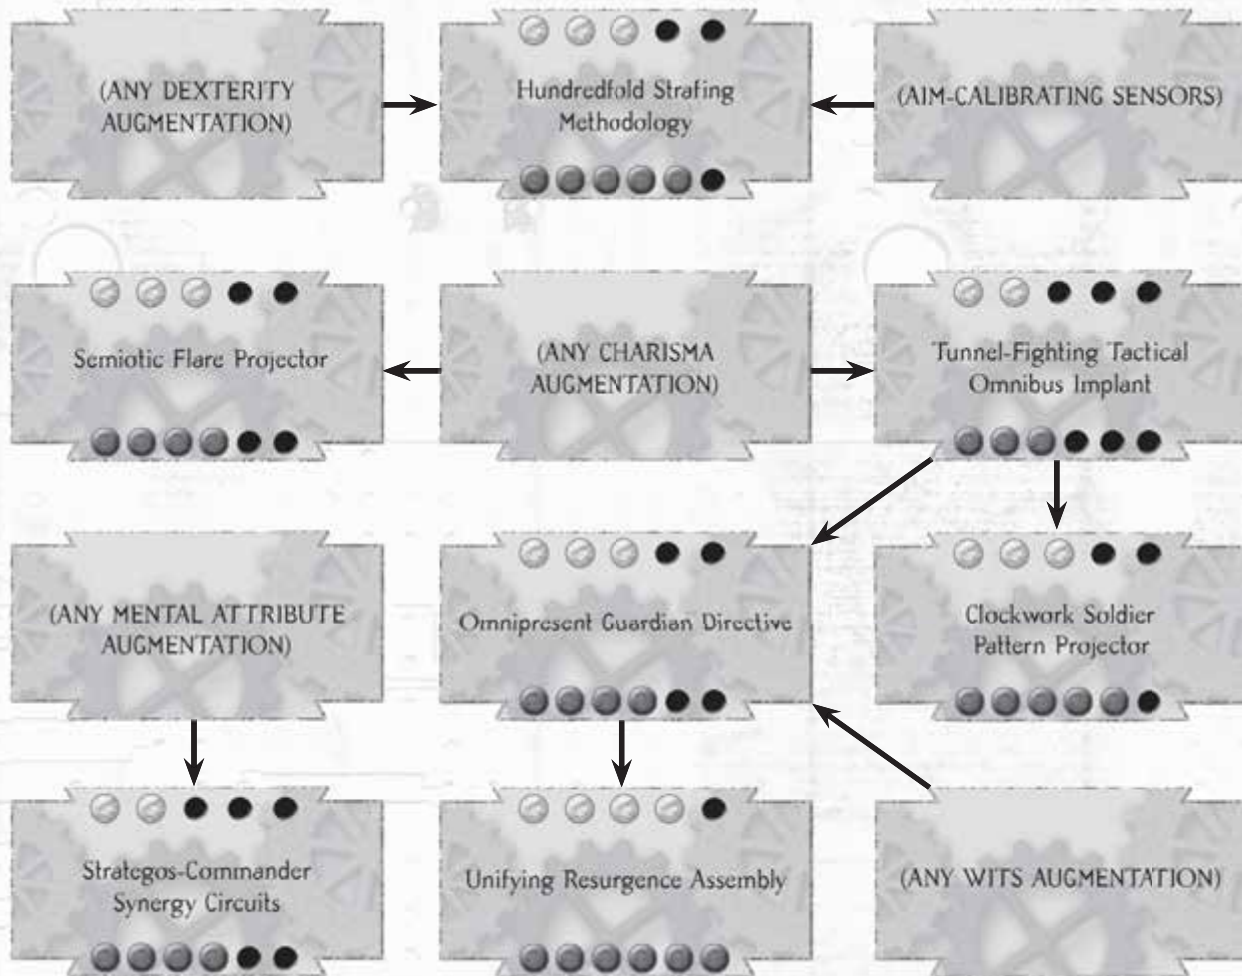 (ANY DEXTERITY
AUGMENTATION)
Hundredfold Strafing
Methodology
(AIM-CALIBRATING SENSORS)
Semiotic Flare Projector
(ANY CHARISMA
AUGMENTATION)
Tunnel-Fighting Tactical
Omnibus Implant
(ANY MENTAL ATTRIBUTE
AUGMENTATION)
Omnipresent Guardian Directive
Clockwork Soldier
Pattern Projector
Strategos-Commander
Synergy Circuits
Unifying Resurgence Assembly
(ANY WITS AUGMENTATION)